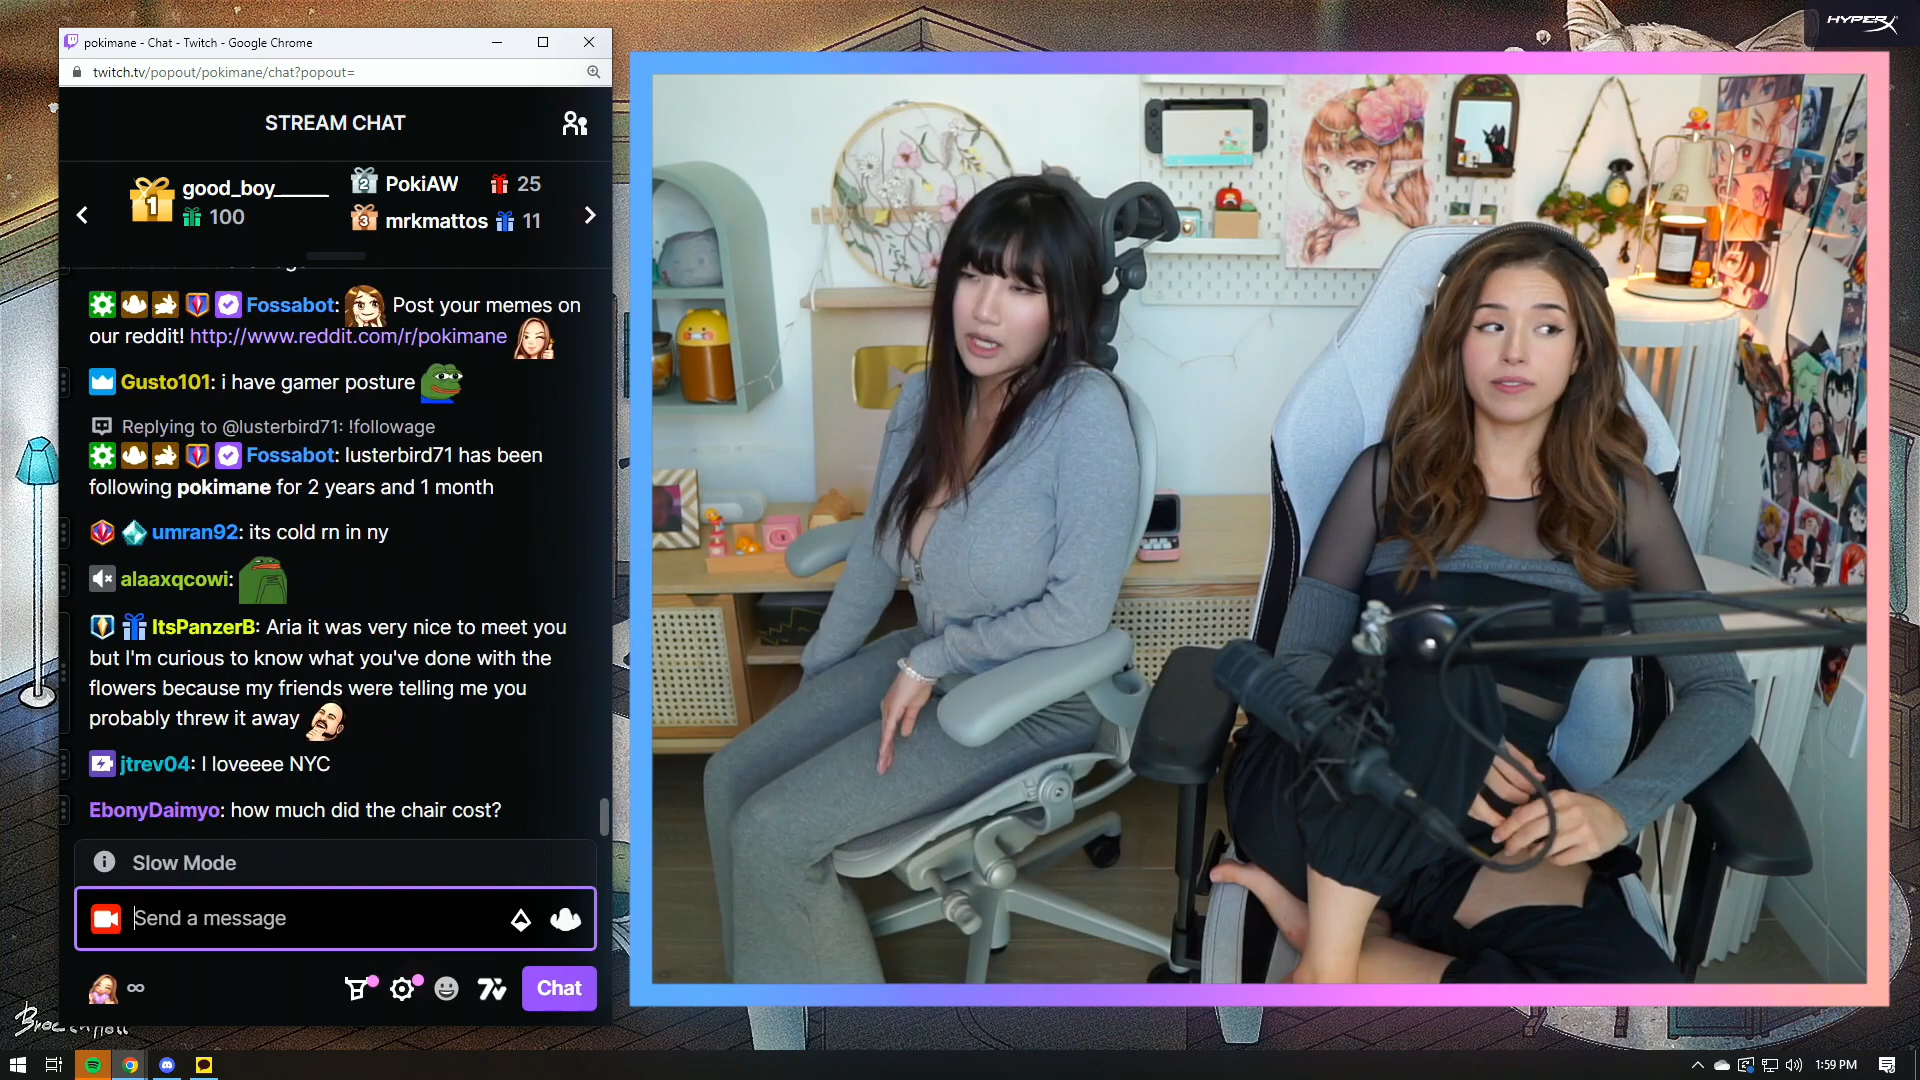 HYPERX
pokimane - Chat - Twitch - Google Chrome
twitch.tv/popout/pokimane/chat?popout=
STREAM CHAT
1 good_boy______ 100
2 PokiAW 25
3 mrkmattos 11
Fossabot: Post your memes on
our reddit! http://www.reddit.com/r/pokimane
Gusto101: i have gamer posture
Replying to @lusterbird71: !followage
Fossabot: lusterbird71 has been
following pokimane for 2 years and 1 month
umran92: its cold rn in ny
alaaxqcowi:
ItsPanzerB: Aria it was very nice to meet you
but I'm curious to know what you've done with the
flowers because my friends were telling me you
probably threw it away
jtrev04: I loveeee NYC
EbonyDaimyo: how much did the chair cost?
Slow Mode
Send a message
Chat
1:59 PM